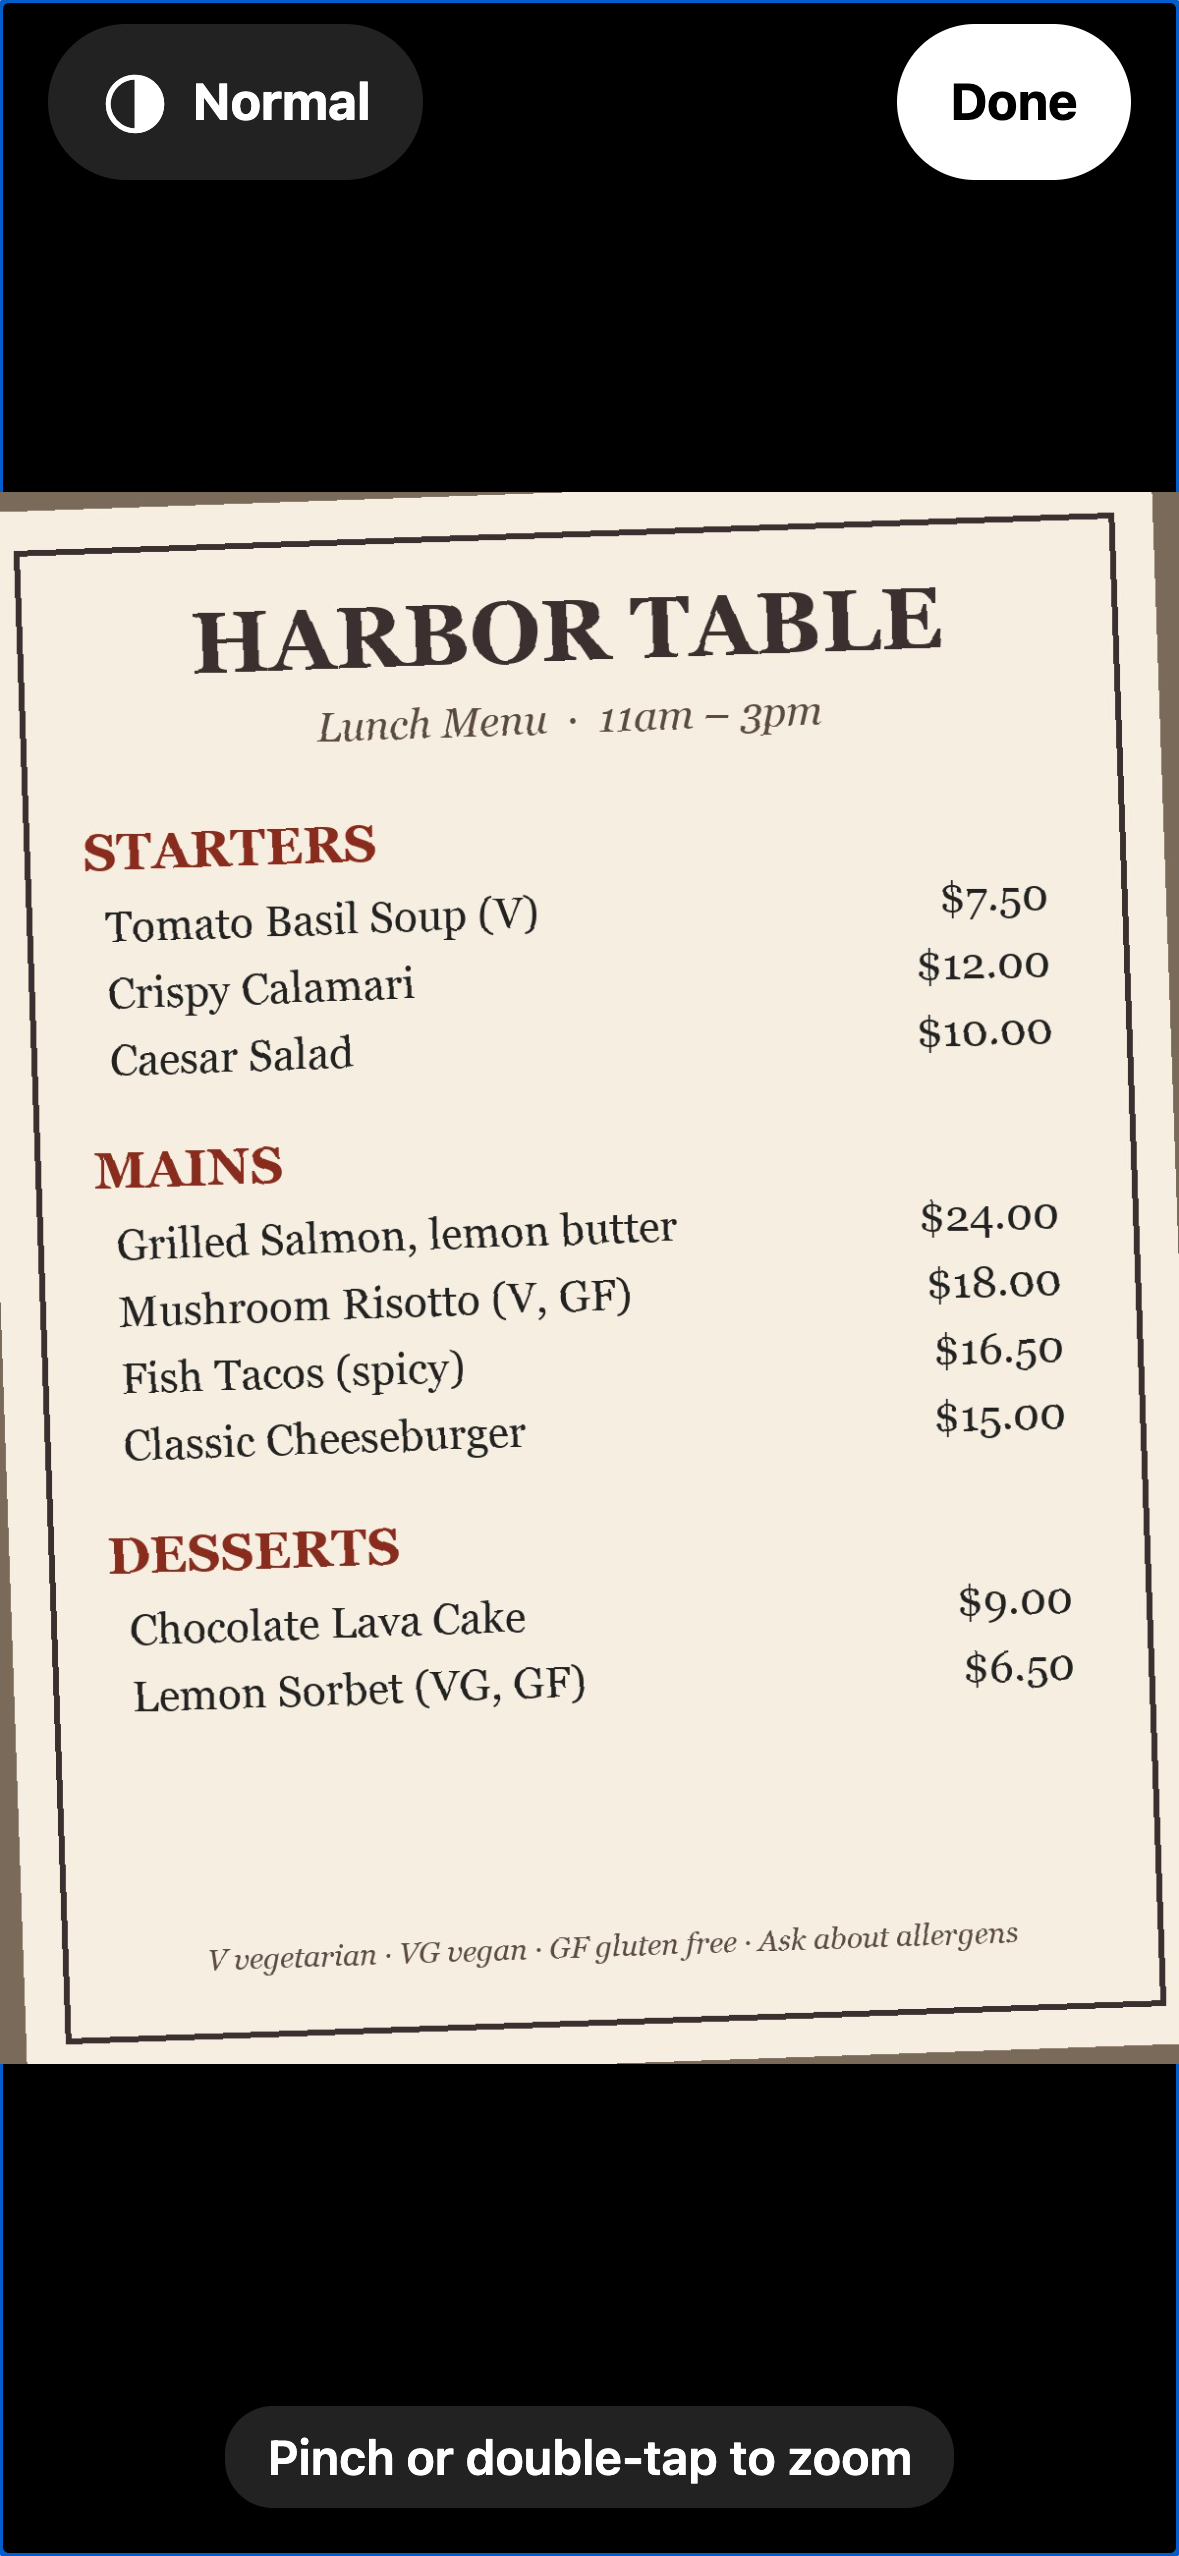 Normal
Done
HARBOR TABLE
Lunch Menu · 11am – 3pm
STARTERS
Tomato Basil Soup (V) $7.50
Crispy Calamari $12.00
Caesar Salad $10.00
MAINS
Grilled Salmon, lemon butter $24.00
Mushroom Risotto (V, GF) $18.00
Fish Tacos (spicy) $16.50
Classic Cheeseburger $15.00
DESSERTS
Chocolate Lava Cake $9.00
Lemon Sorbet (VG, GF) $6.50
V vegetarian · VG vegan · GF gluten free · Ask about allergens
Pinch or double-tap to zoom